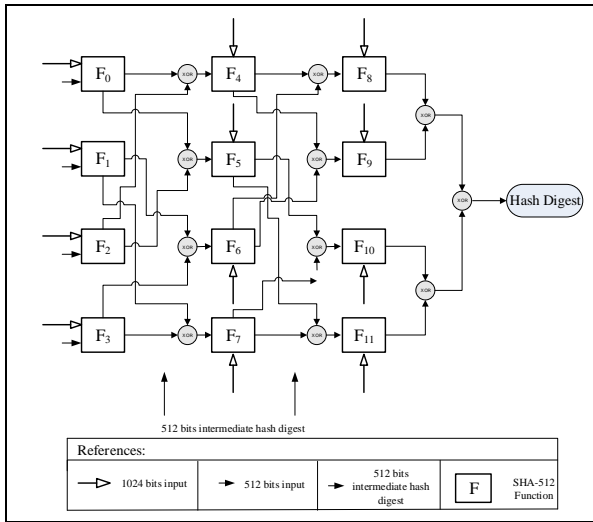 F0 XOR F4 XOR F8
XOR
F1 XOR F5 XOR F9
XOR Hash Digest
F2 XOR F6 XOR F10
XOR
F3 XOR F7 XOR F11
512 bits intermediate hash digest
References:
1024 bits input
512 bits input
512 bits
intermediate hash
digest
F
SHA-512
Function